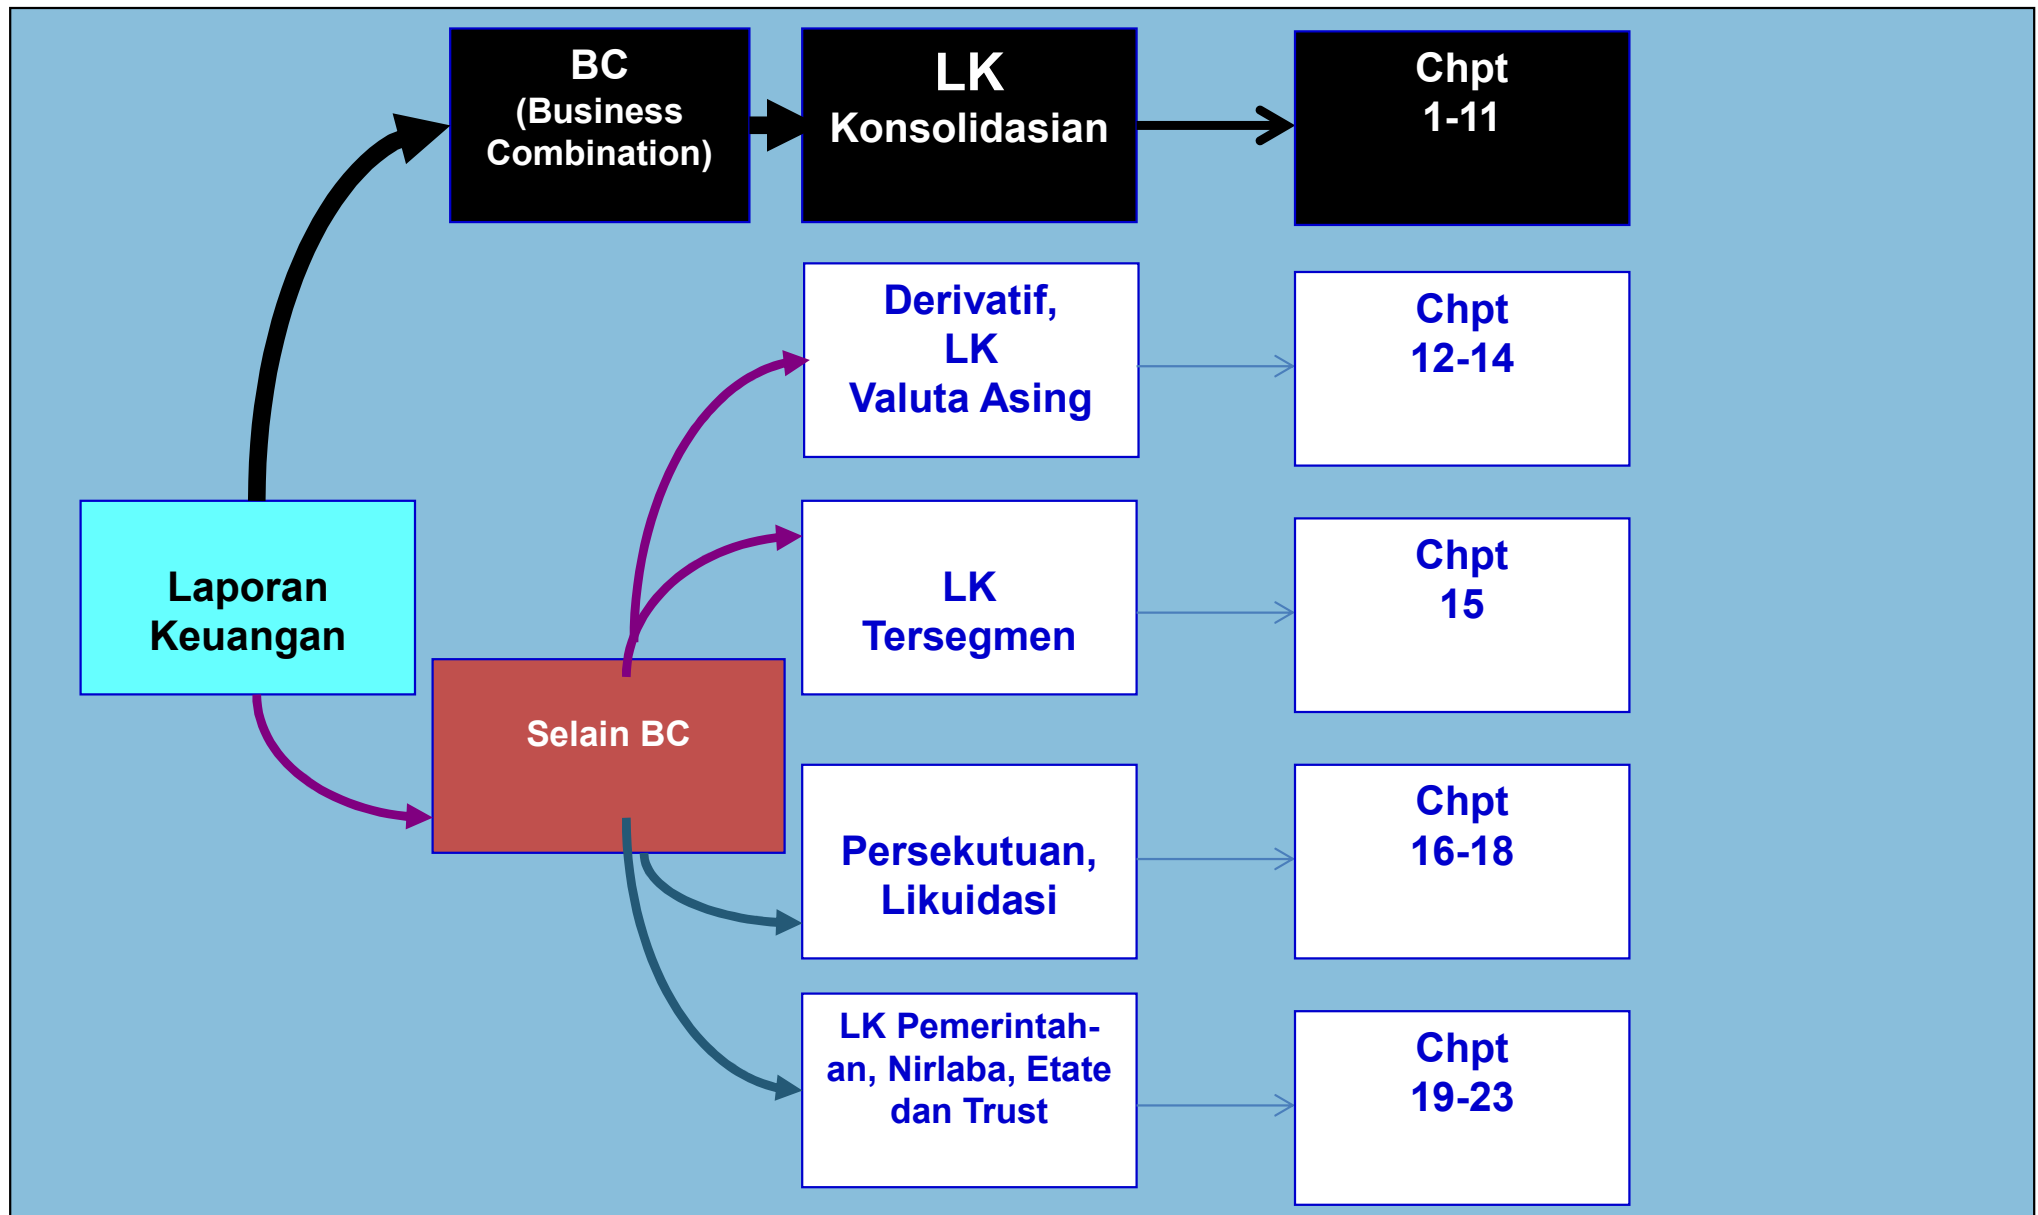 BC
(Business
Combination)
LK
Konsolidasian
Chpt
1-11
Derivatif,
LK
Valuta Asing
Chpt
12-14
Laporan
Keuangan
LK
Tersegmen
Chpt
15
Selain BC
Persekutuan,
Likuidasi
Chpt
16-18
LK Pemerintah-
an, Nirlaba, Etate
dan Trust
Chpt
19-23